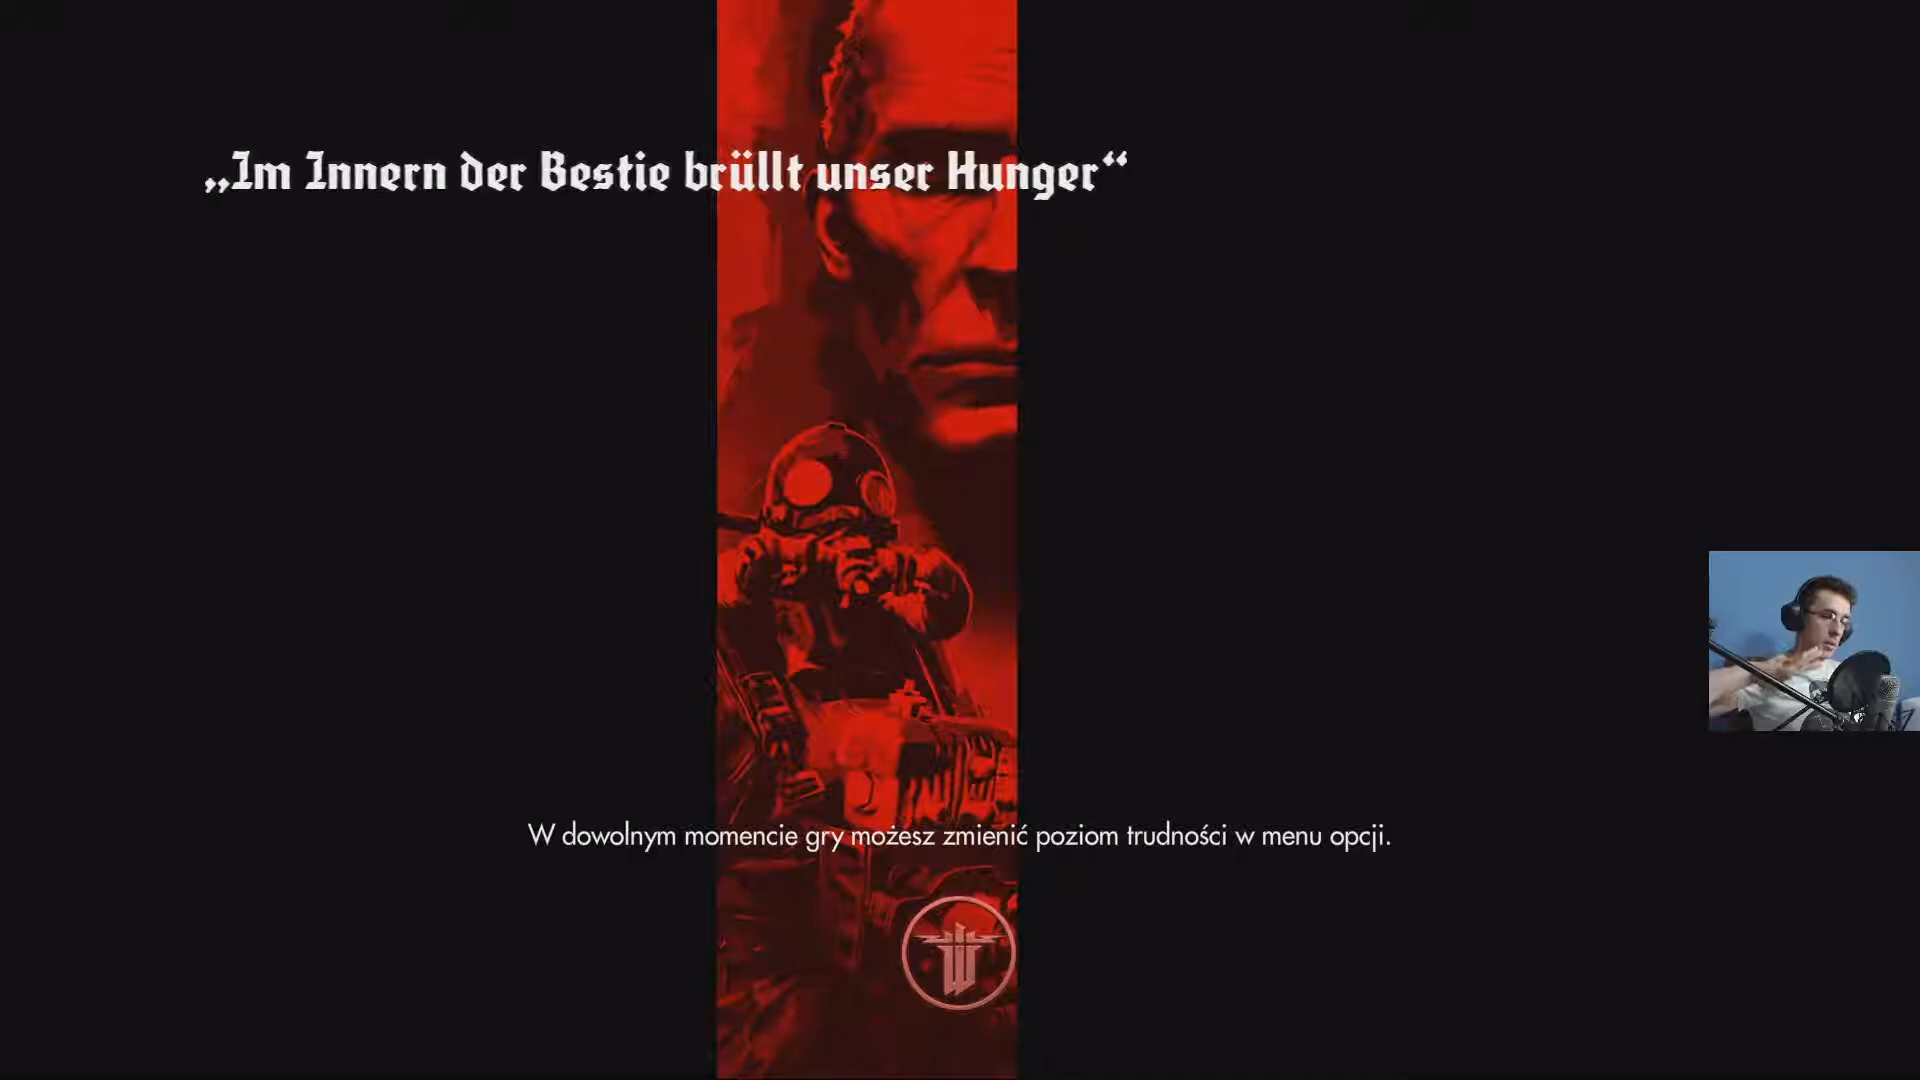 „Im Innern der Bestie brüllt unser Hunger“
W dowolnym momencie gry możesz zmienić poziom trudności w menu opcji.